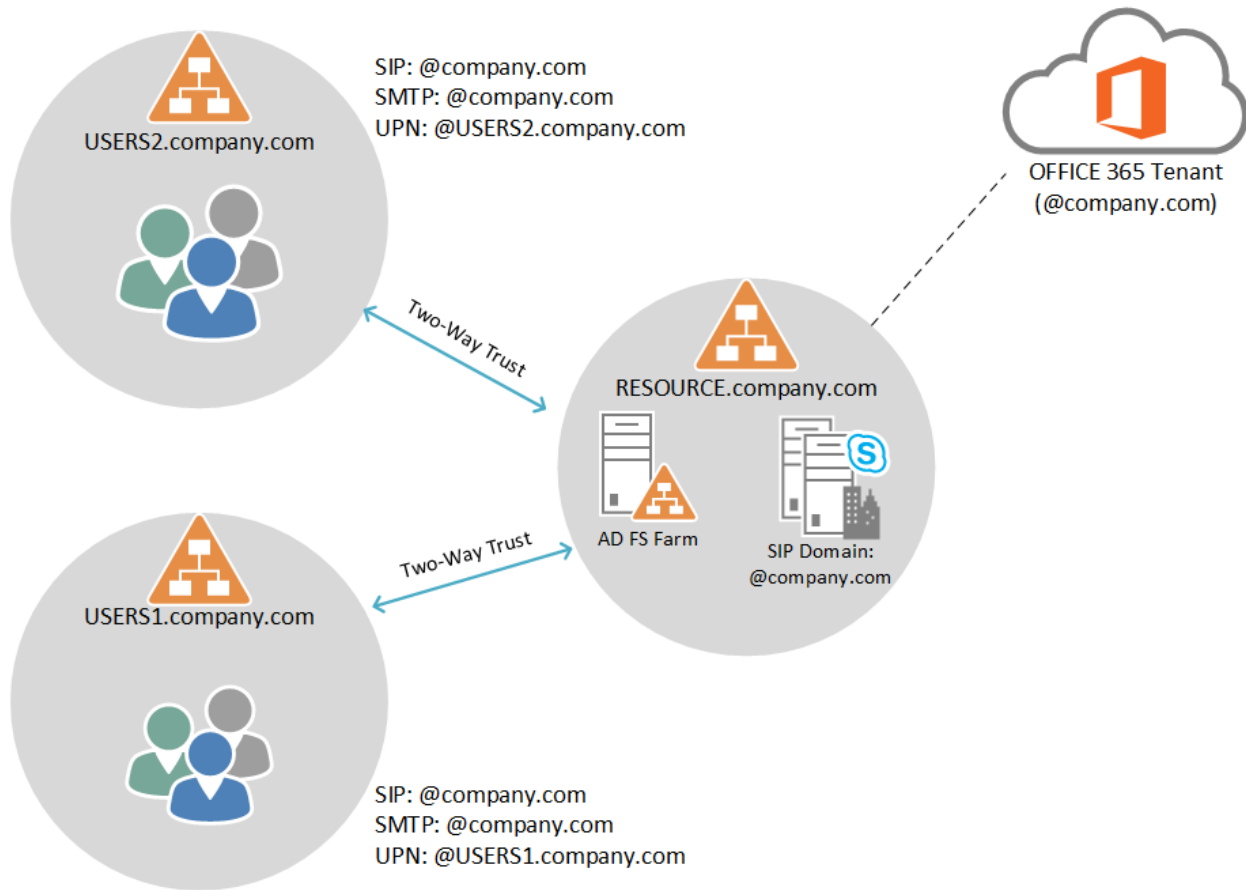 USERS2.company.com
SIP: @company.com
SMTP: @company.com
UPN: @USERS2.company.com
OFFICE 365 Tenant
(@company.com)
Two-Way Trust
RESOURCE.company.com
AD FS Farm
S
SIP Domain:
@company.com
Two-Way Trust
USERS1.company.com
SIP: @company.com
SMTP: @company.com
UPN: @USERS1.company.com